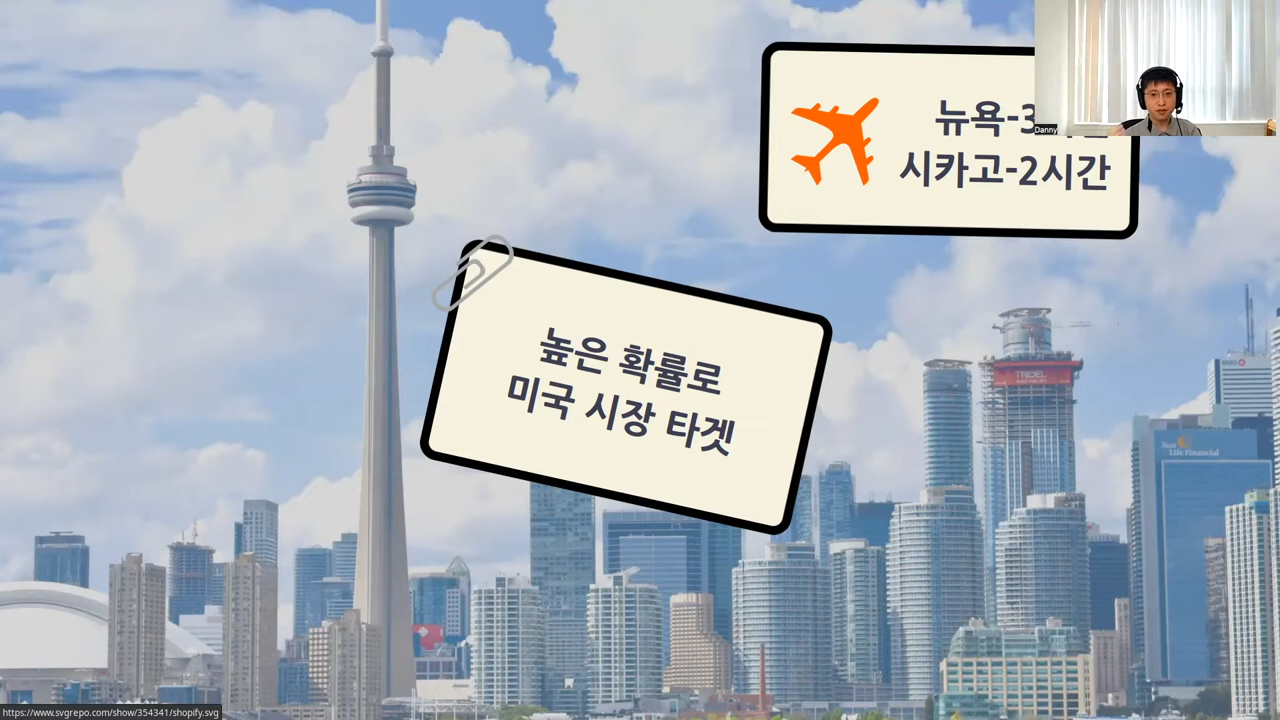 뉴욕-3
시카고-2시간
Danny
높은 확률로
미국 시장 타겟
TRIDEL
Sun
Life Financial
https://www.svgrepo.com/show/354341/shopify.svg